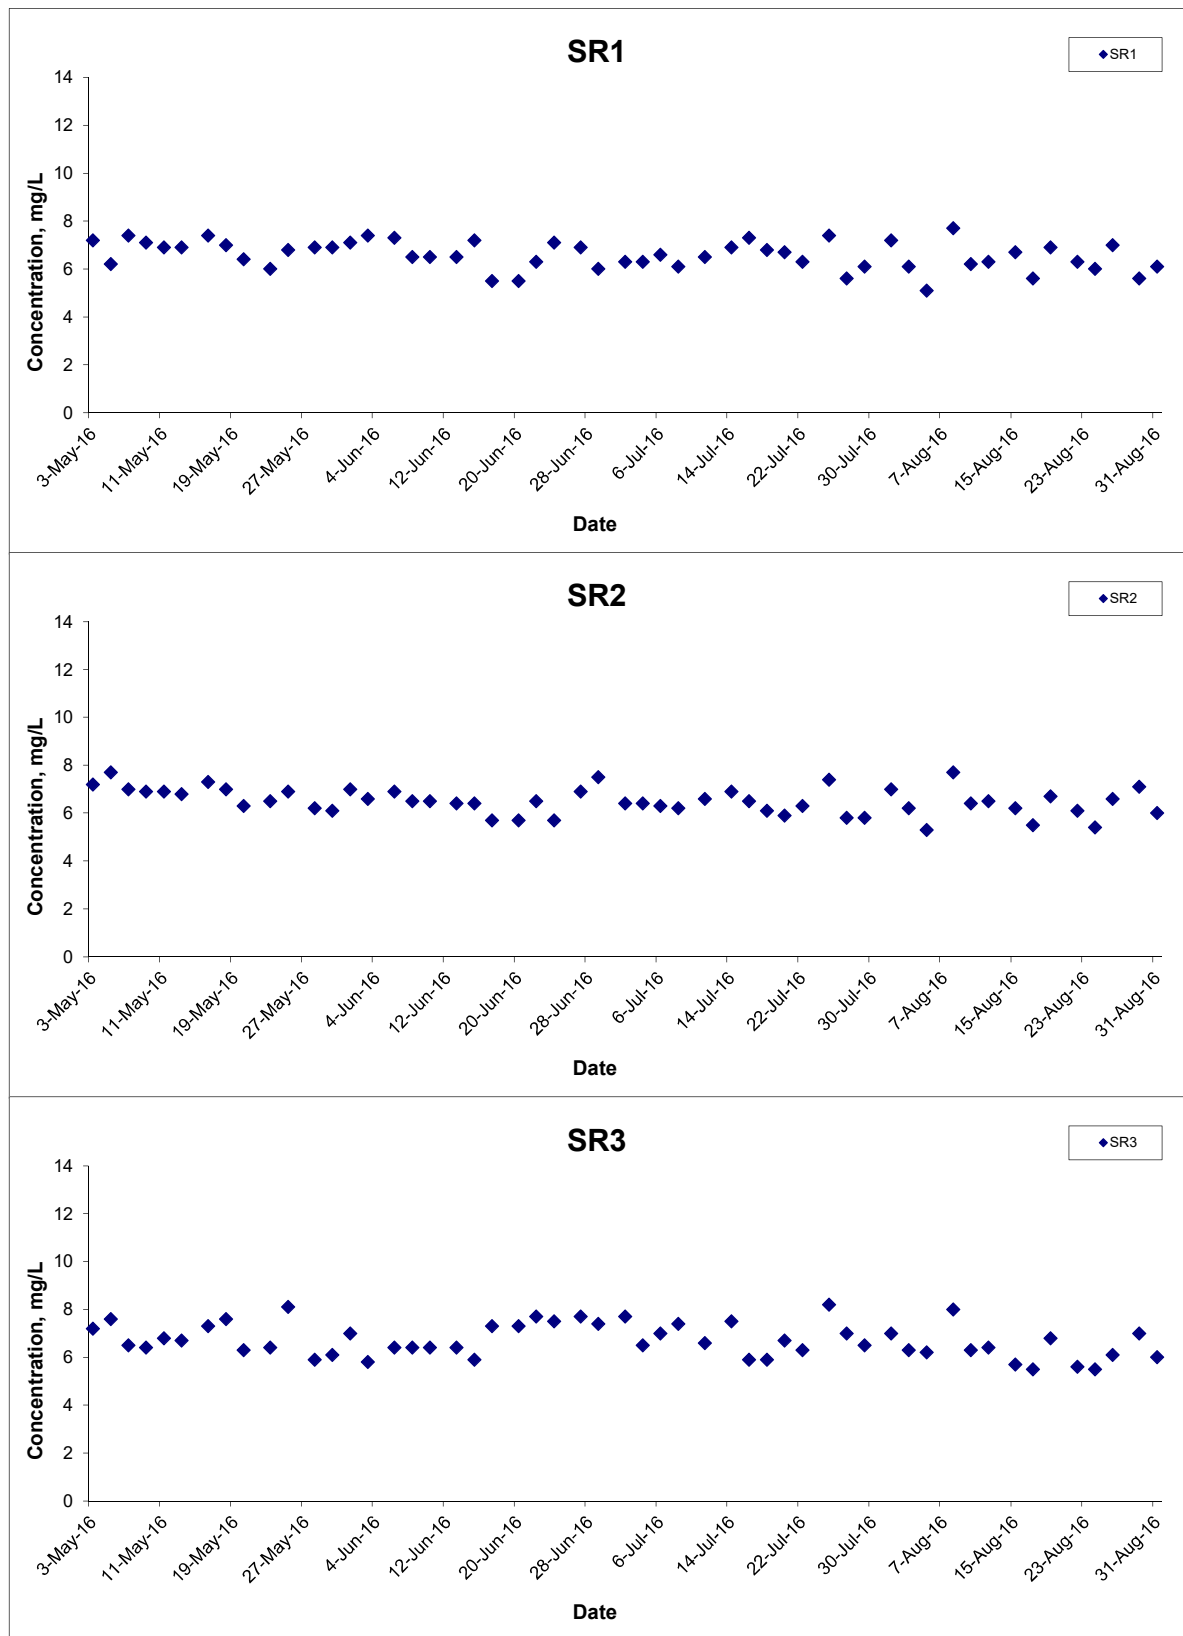 SR1
SR1
14
12
10
8
6
4
2
0
Concentration, mg/L
3-May-16
11-May-16
19-May-16
27-May-16
4-Jun-16
12-Jun-16
20-Jun-16
28-Jun-16
6-Jul-16
14-Jul-16
22-Jul-16
30-Jul-16
7-Aug-16
15-Aug-16
23-Aug-16
31-Aug-16
Date
SR2
SR2
14
12
10
8
6
4
2
0
Concentration, mg/L
3-May-16
11-May-16
19-May-16
27-May-16
4-Jun-16
12-Jun-16
20-Jun-16
28-Jun-16
6-Jul-16
14-Jul-16
22-Jul-16
30-Jul-16
7-Aug-16
15-Aug-16
23-Aug-16
31-Aug-16
Date
SR3
SR3
14
12
10
8
6
4
2
0
Concentration, mg/L
3-May-16
11-May-16
19-May-16
27-May-16
4-Jun-16
12-Jun-16
20-Jun-16
28-Jun-16
6-Jul-16
14-Jul-16
22-Jul-16
30-Jul-16
7-Aug-16
15-Aug-16
23-Aug-16
31-Aug-16
Date